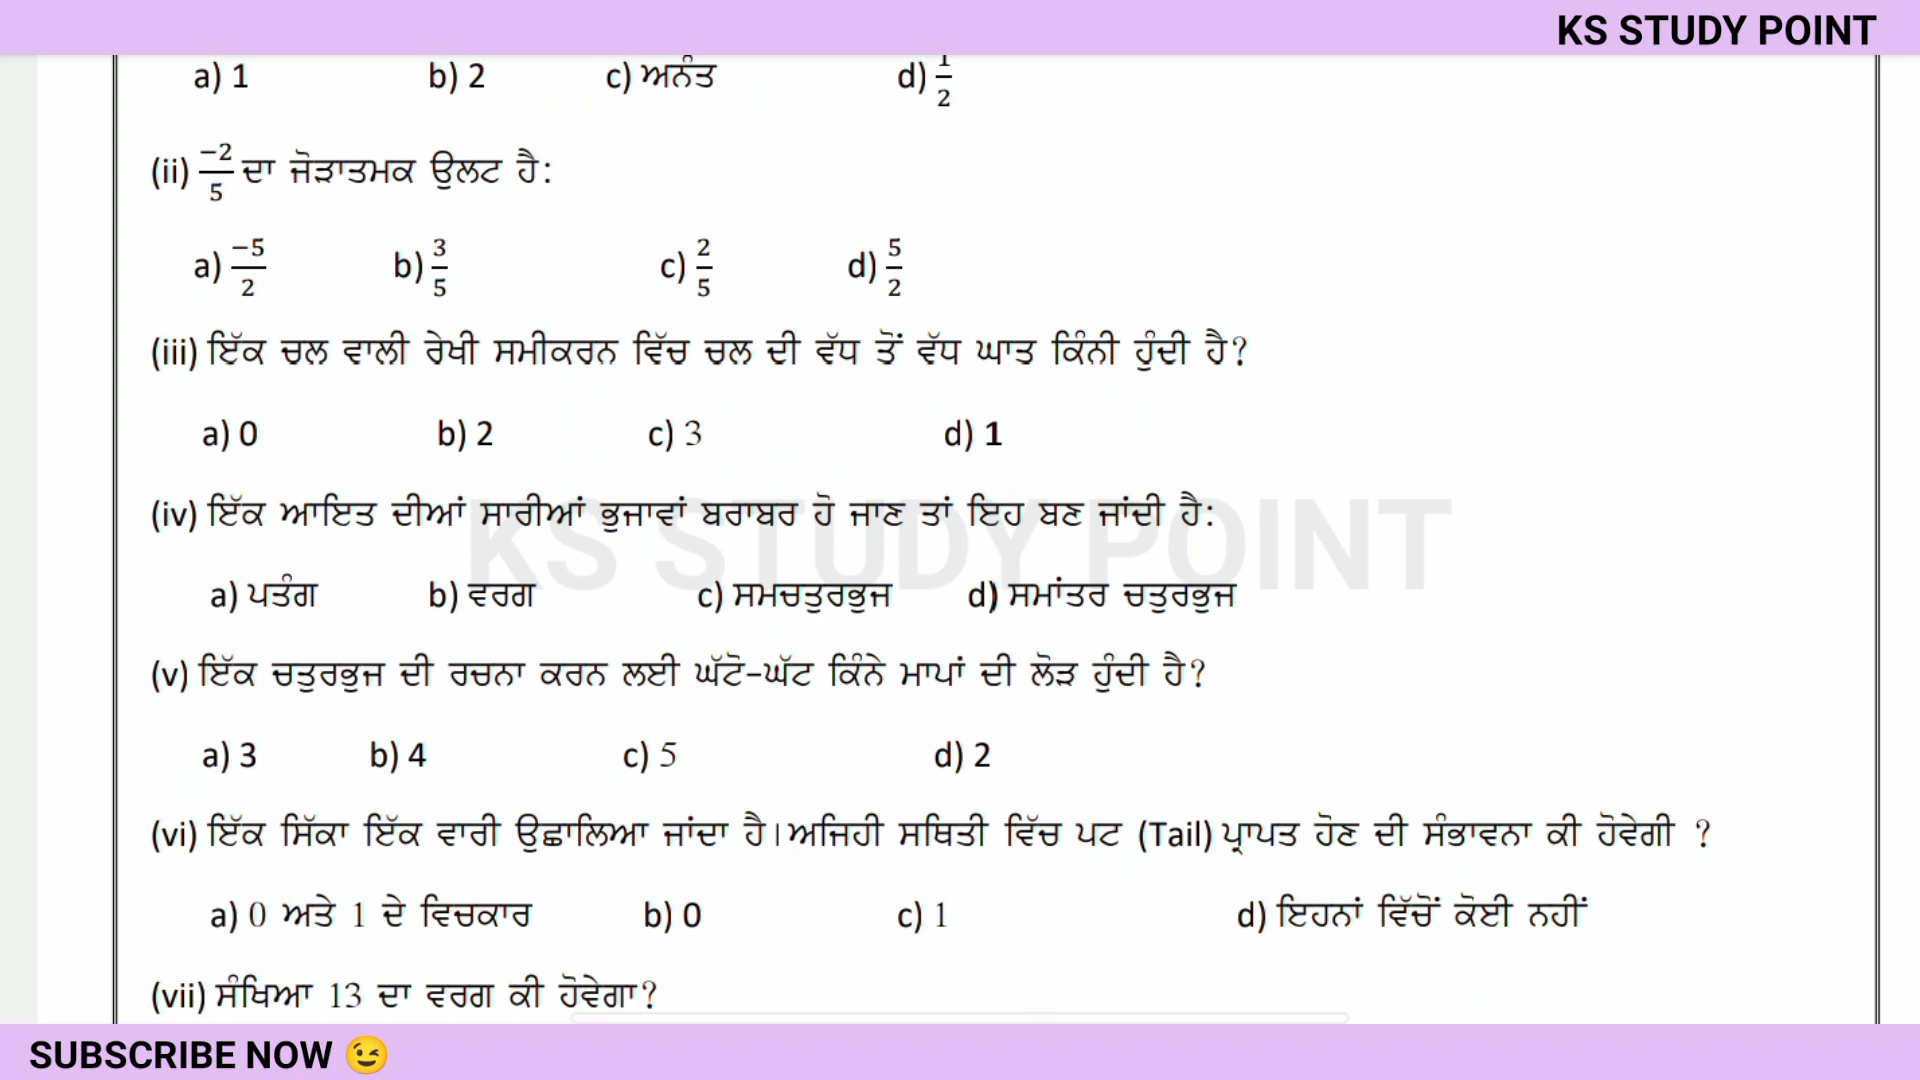 KS STUDY POINT
a) 1 b) 2 c) ਅਨੰਤ d) 1/2
(ii) −2/5 ਦਾ ਜੋੜਾਤਮਕ ਉਲਟ ਹੈ:
a) −5/2 b) 3/5 c) 2/5 d) 5/2
(iii) ਇੱਕ ਚਲ ਵਾਲੀ ਰੇਖੀ ਸਮੀਕਰਨ ਵਿੱਚ ਚਲ ਦੀ ਵੱਧ ਤੋਂ ਵੱਧ ਘਾਤ ਕਿੰਨੀ ਹੁੰਦੀ ਹੈ?
a) 0 b) 2 c) 3 d) 1
(iv) ਇੱਕ ਆਇਤ ਦੀਆਂ ਸਾਰੀਆਂ ਭੁਜਾਵਾਂ ਬਰਾਬਰ ਹੋ ਜਾਣ ਤਾਂ ਇਹ ਬਣ ਜਾਂਦੀ ਹੈ:
KS STUDY POINT
a) ਪਤੰਗ b) ਵਰਗ c) ਸਮਚਤੁਰਭੁਜ d) ਸਮਾਂਤਰ ਚਤੁਰਭੁਜ
(v) ਇੱਕ ਚਤੁਰਭੁਜ ਦੀ ਰਚਨਾ ਕਰਨ ਲਈ ਘੱਟੋ-ਘੱਟ ਕਿੰਨੇ ਮਾਪਾਂ ਦੀ ਲੋੜ ਹੁੰਦੀ ਹੈ?
a) 3 b) 4 c) 5 d) 2
(vi) ਇੱਕ ਸਿੱਕਾ ਇੱਕ ਵਾਰੀ ਉਛਾਲਿਆ ਜਾਂਦਾ ਹੈ।ਅਜਿਹੀ ਸਥਿਤੀ ਵਿੱਚ ਪਟ (Tail) ਪ੍ਰਾਪਤ ਹੋਣ ਦੀ ਸੰਭਾਵਨਾ ਕੀ ਹੋਵੇਗੀ ?
a) 0 ਅਤੇ 1 ਦੇ ਵਿਚਕਾਰ b) 0 c) 1 d) ਇਹਨਾਂ ਵਿੱਚੋਂ ਕੋਈ ਨਹੀਂ
(vii) ਸੰਖਿਆ 13 ਦਾ ਵਰਗ ਕੀ ਹੋਵੇਗਾ?
SUBSCRIBE NOW 😉